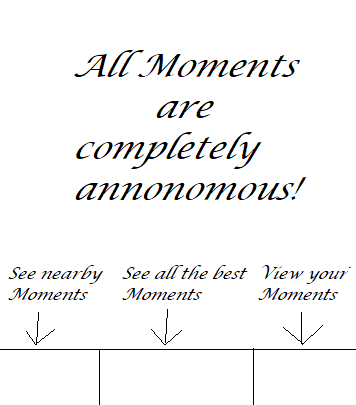 All Moments
are
completely
annonomous!
See nearby
Moments
See all the best
Moments
View your
Moments